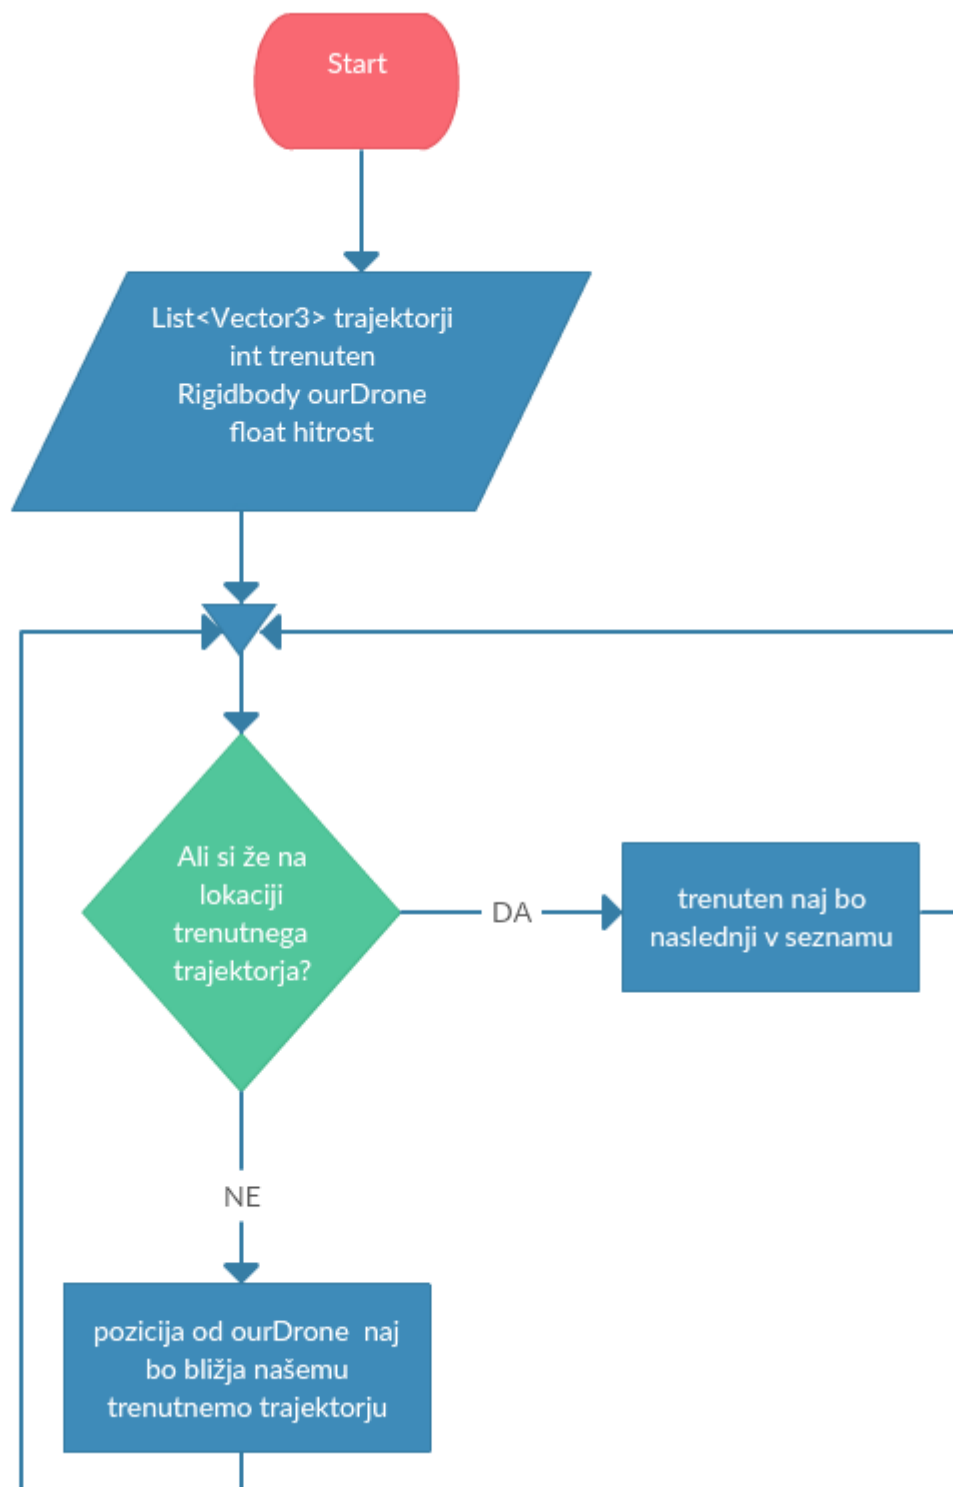 Start
List<Vector3> trajektorji
int trenuten
Rigidbody ourDrone
float hitrost
Ali si že na
lokaciji
trenutnega
trajektorja?
DA
trenuten naj bo
naslednji v seznamu
NE
pozicija od ourDrone  naj
bo bližja našemu
trenutnemo trajektorju